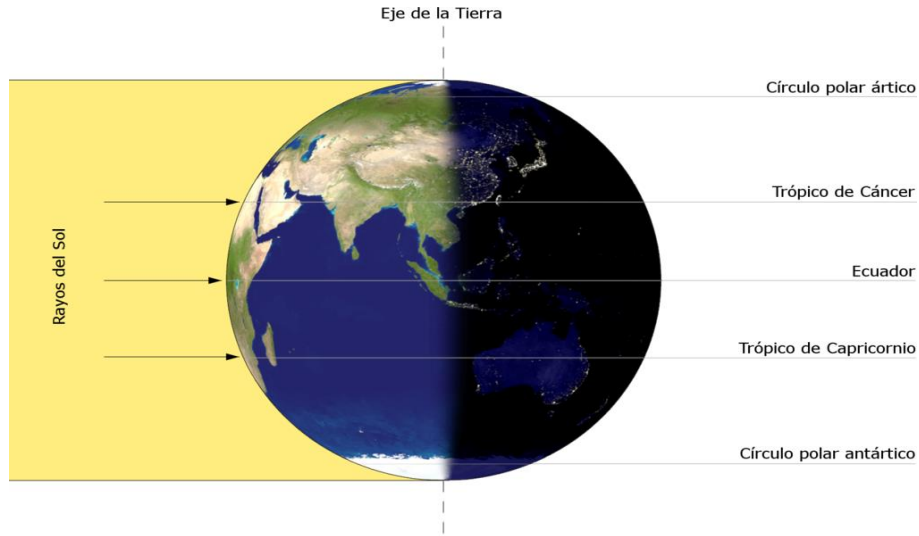 Eje de la Tierra
Círculo polar ártico
Trópico de Cáncer
Rayos del Sol
Ecuador
Trópico de Capricornio
Círculo polar antártico